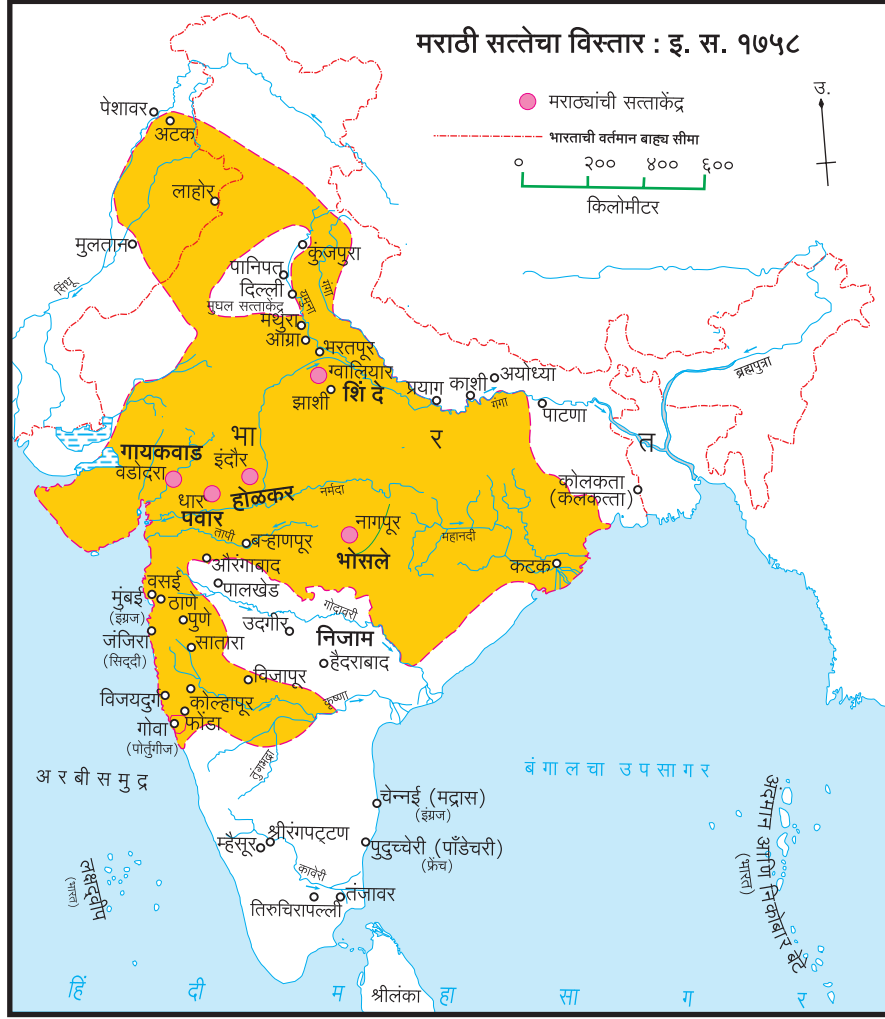 मराठी सत्तेचा विस्तार : इ. स. १७५८
उ.
मराठ्यांची सत्ताकेंद्र
भारताची वर्तमान बाह्य सीमा
० २०० ४०० ६००
किलोमीटर
पेशावर
अटक
लाहोर
मुलतान
सिंधू
कुंजपुरा
पानिपत
दिल्ली
मुघल सत्ताकेंद्र
यमुना
गंगा
मथुरा
आग्रा
भरतपूर
ग्वालियार
झाशी
शिंदे
प्रयाग
काशी
अयोध्या
गंगा
पाटणा
ब्रह्मपुत्रा
भा
र
त
गायकवाड
वडोदरा
इंदौर
धार
होळकर
पवार
नर्मदा
तापी
बऱ्हाणपूर
नागपूर
भोसले
महानदी
कटक
कोलकता
(कलकत्ता)
औरंगाबाद
पालखेड
वसई
मुंबई
(इंग्रज)
ठाणे
पुणे
जंजिरा
(सिद्दी)
सातारा
गोदावरी
उदगीर
निजाम
हैदराबाद
विजापूर
कृष्णा
विजयदुर्ग
कोल्हापूर
गोवा
(पोर्तुगीज)
फोंडा
तुंगभद्रा
अरबी समुद्र
बंगालचा उपसागर
चेन्नई (मद्रास)
(इंग्रज)
श्रीरंगपट्टण
म्हैसूर
पुदुच्चेरी (पाँडेचरी)
(फ्रेंच)
कावेरी
तंजावर
तिरुचिरापल्ली
लक्षद्वीप
(भारत)
अंदमान आणि निकोबार बेटे
(भारत)
श्रीलंका
हिंदी महासागर